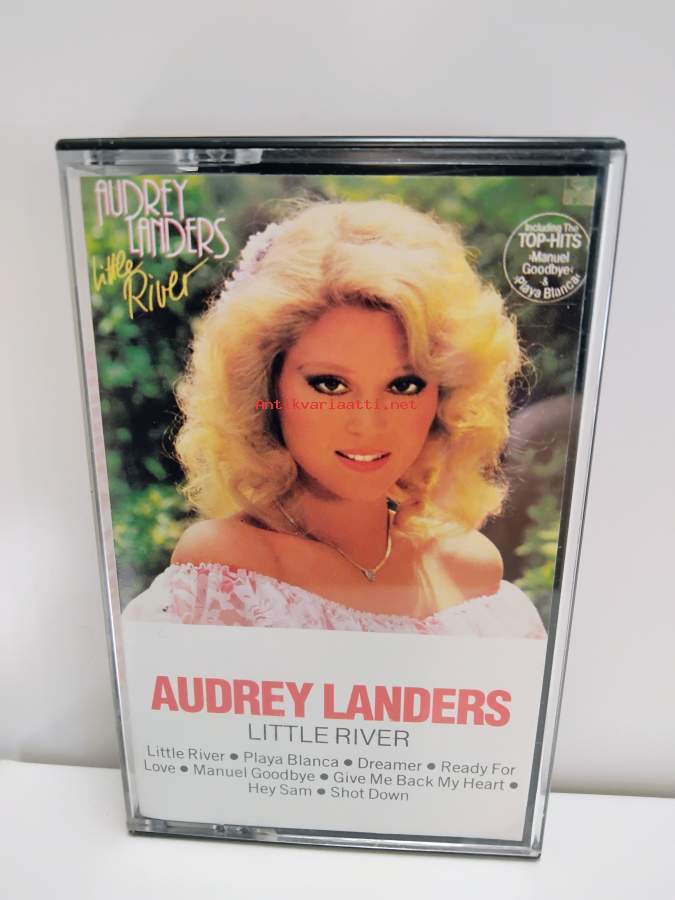 AUDREY
LANDERS
Little
River
Including The
TOP-HITS
›Manuel
Goodbye‹
&
›Playa Blanca‹
Antikvariaatti.net
AUDREY LANDERS
LITTLE RIVER
Little River • Playa Blanca • Dreamer • Ready For
Love • Manuel Goodbye • Give Me Back My Heart •
Hey Sam • Shot Down